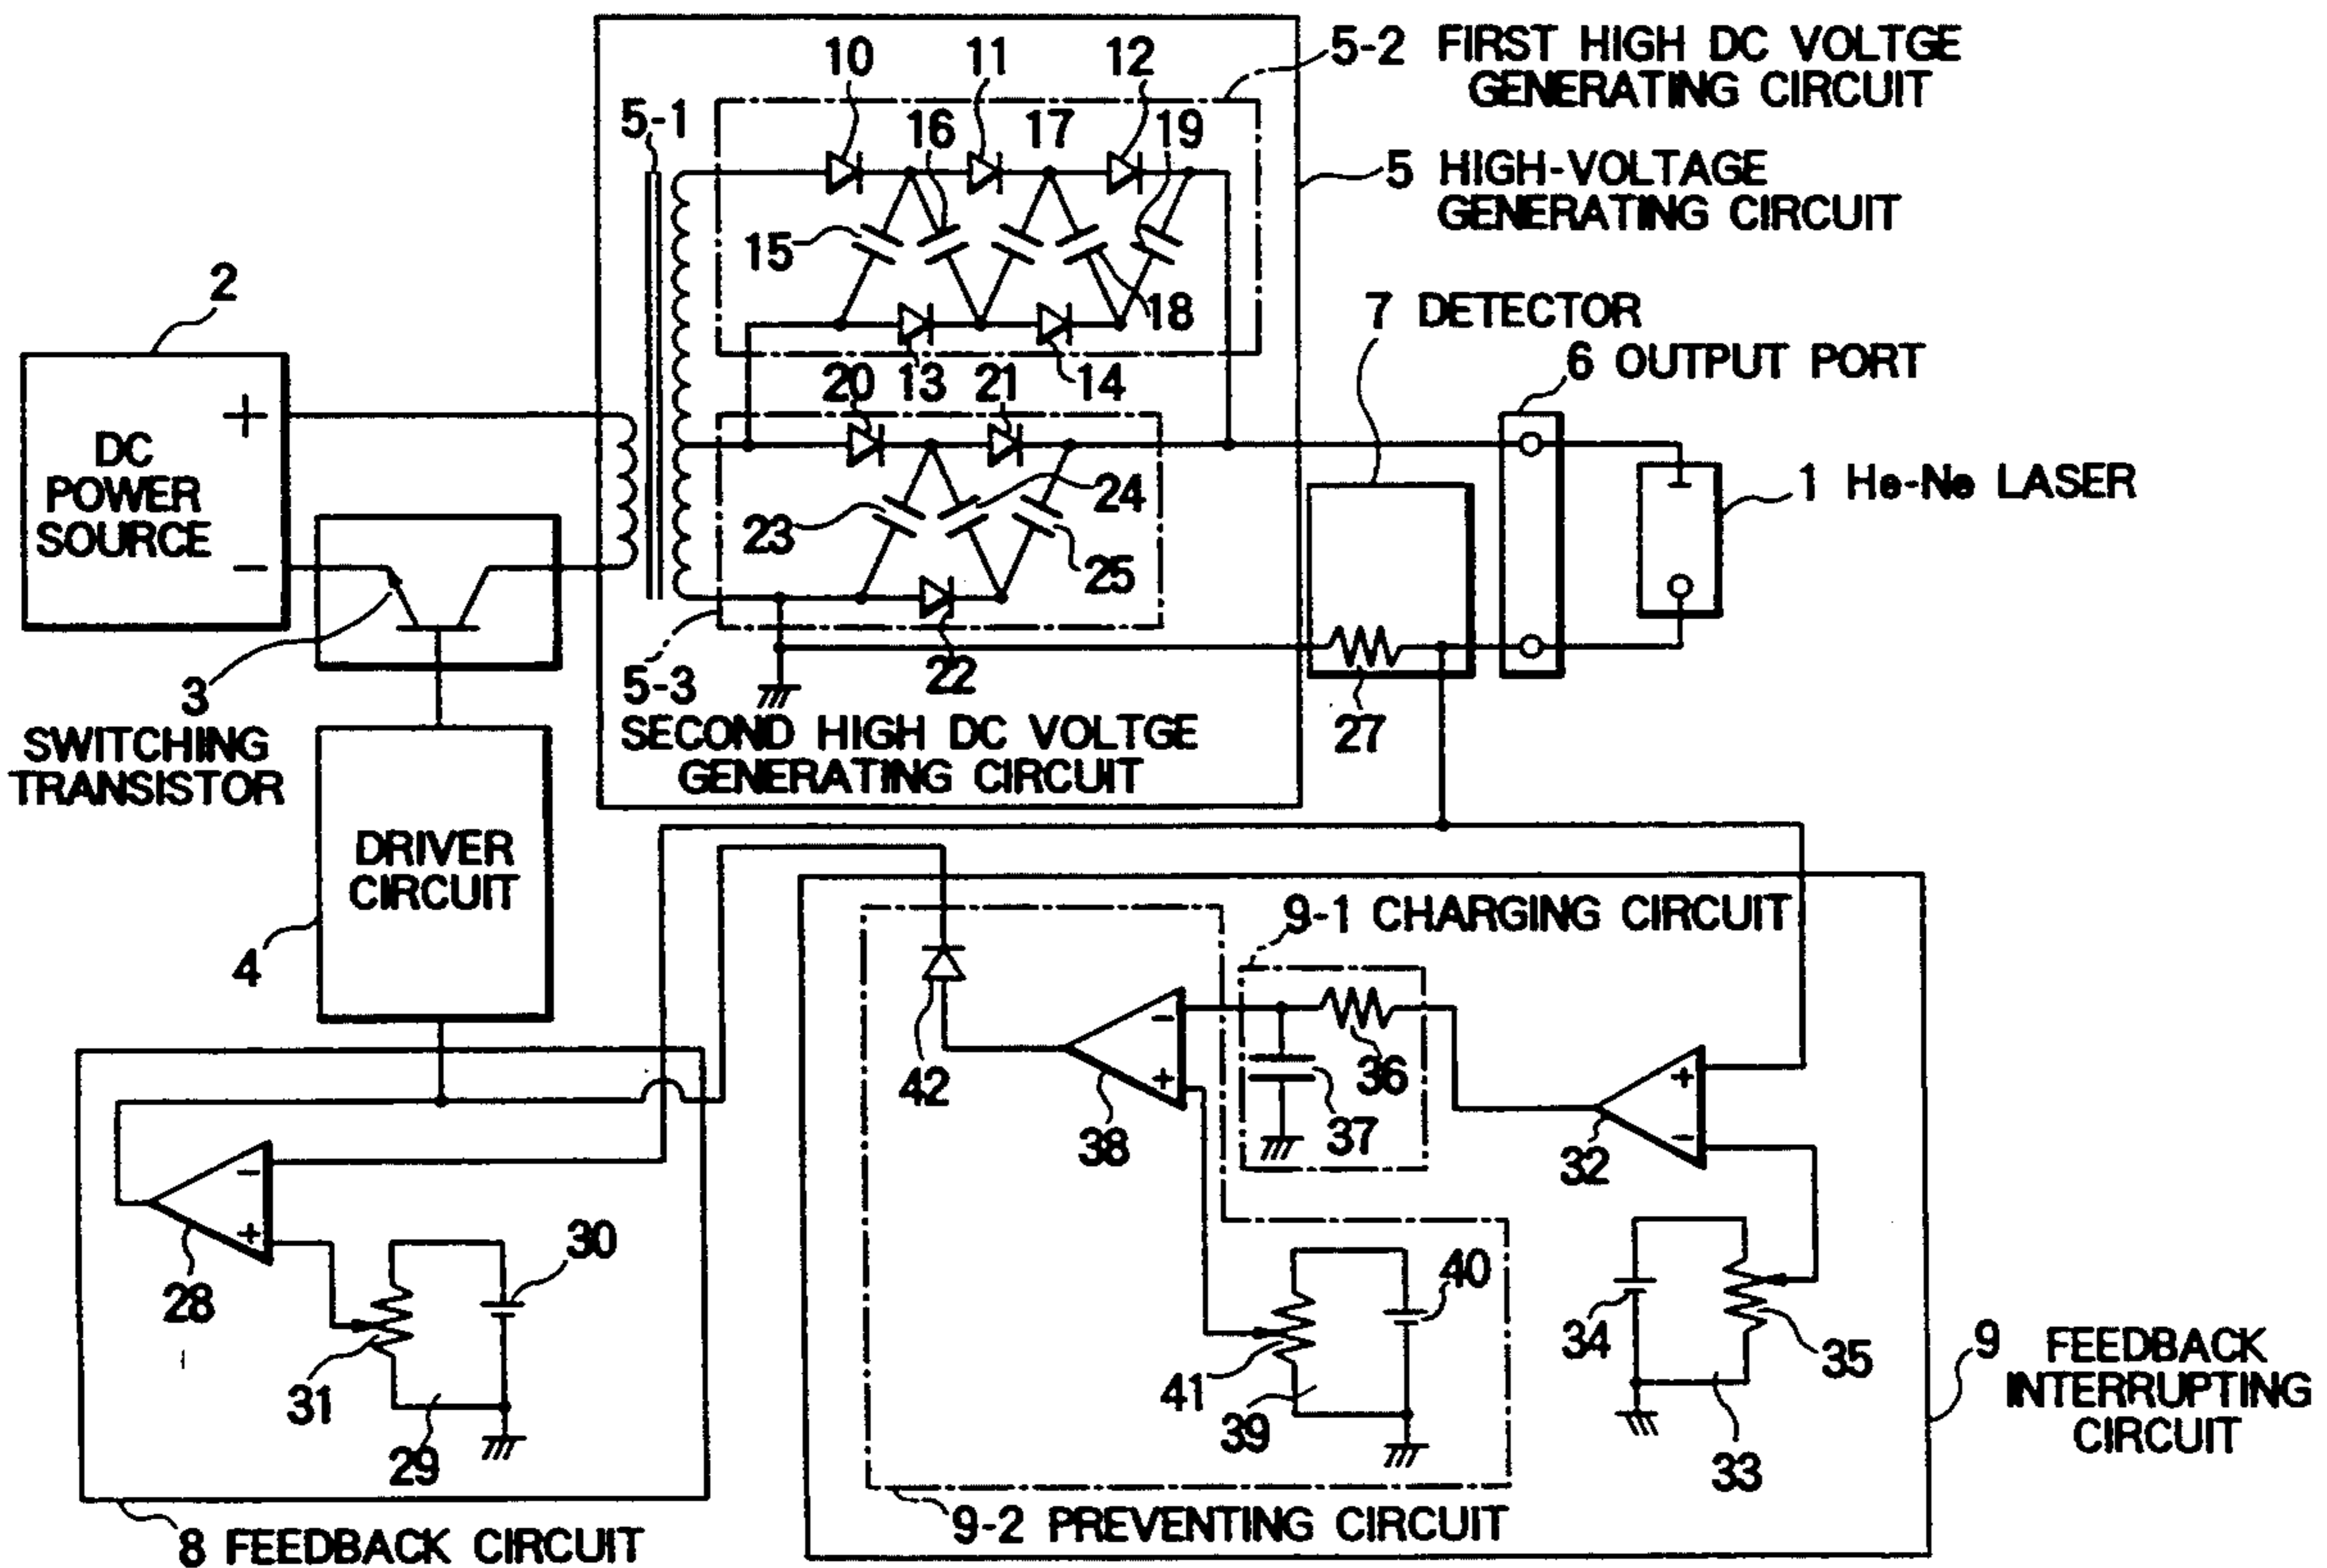 5-2 FIRST HIGH DC VOLTGE
GENERATING CIRCUIT
10
11
12
5-1
16
17
19
5 HIGH-VOLTAGE
GENERATING CIRCUIT
15
18
2
7 DETECTOR
6 OUTPUT PORT
20
13
21
14
+
DC
POWER
SOURCE
−
24
23
25
1 He-Ne LASER
3
SWITCHING
TRANSISTOR
22
5-3
SECOND HIGH DC VOLTGE
GENERATING CIRCUIT
27
DRIVER
CIRCUIT
4
9-1 CHARGING CIRCUIT
42
−
+
38
36
37
+
−
32
−
+
28
30
31
29
40
41
39
34
35
33
9 FEEDBACK
INTERRUPTING
CIRCUIT
9-2 PREVENTING CIRCUIT
8 FEEDBACK CIRCUIT